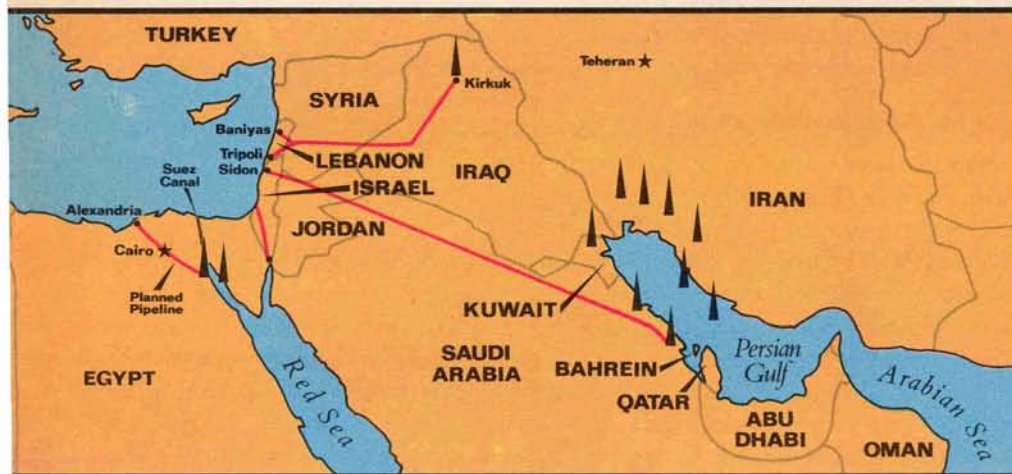 TURKEY
Teheran
Kirkuk
SYRIA
Baniyas
Tripoli
LEBANON
Suez
Canal
Sidon
IRAQ
ISRAEL
IRAN
Alexandria
JORDAN
Cairo
Planned
Pipeline
KUWAIT
SAUDI
ARABIA
BAHREIN
Persian
Gulf
EGYPT
Red Sea
QATAR
Arabian Sea
ABU
DHABI
OMAN